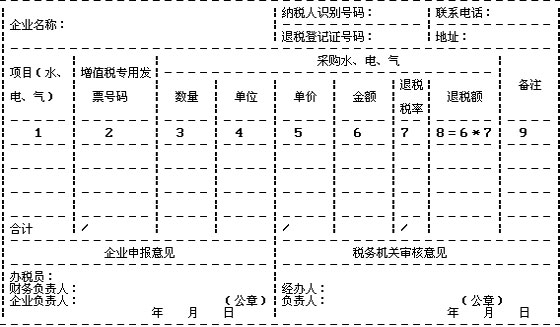 企业名称： 纳税人识别号码： 联系电话：
退税登记证号码： 地址：
项目（水、电、气） 增值税专用发票号码 采购水、电、气 备注
数量 单位 单价 金额 退税税率 退税额
1 2 3 4 5 6 7 8=6*7 9
合计 / / /
企业申报意见 税务机关审核意见
办税员：
财务负责人： 经办人：
企业负责人： （公章） 负责人： （公章）
年 月 日 年 月 日